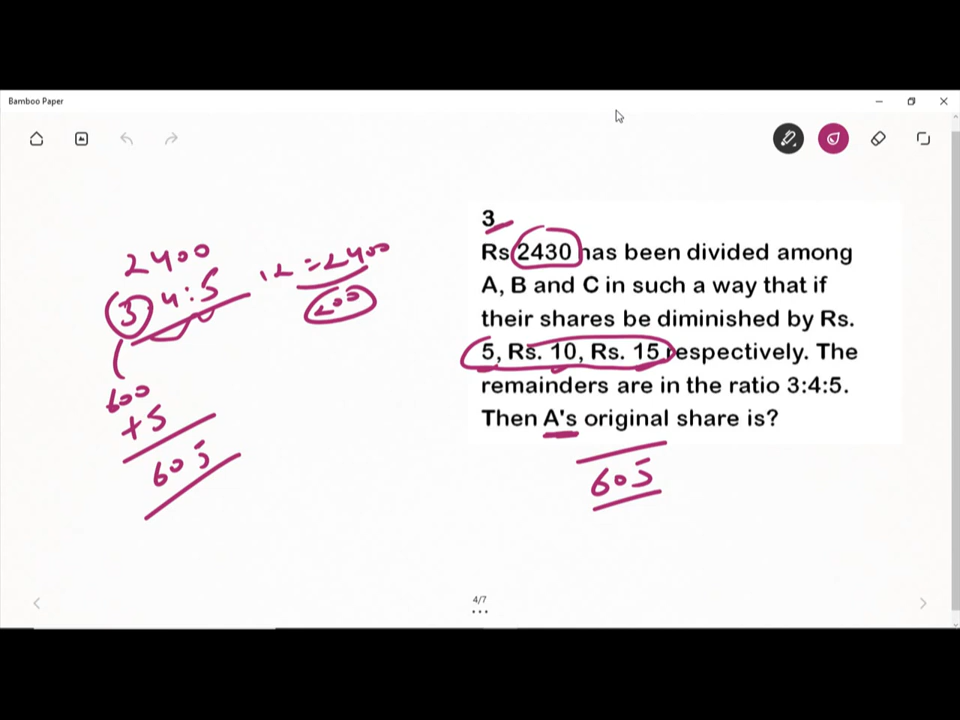 Bamboo Paper
2400
3 4:5
12 = 2400
200
600
+5
605
3
Rs 2430 has been divided among
A, B and C in such a way that if
their shares be diminished by Rs.
5, Rs. 10, Rs. 15 respectively. The
remainders are in the ratio 3:4:5.
Then A's original share is?
605
4/7